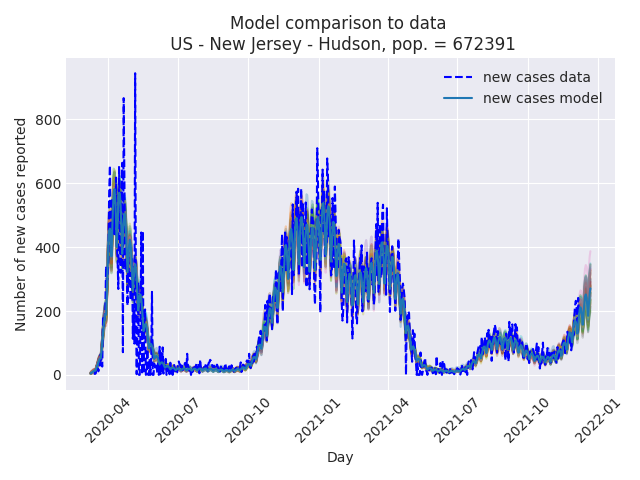 Model comparison to data
US - New Jersey - Hudson, pop. = 672391
new cases data
new cases model
Number of new cases reported
800
600
400
200
0
2020-04
2020-07
2020-10
2021-01
2021-04
2021-07
2021-10
2022-01
Day